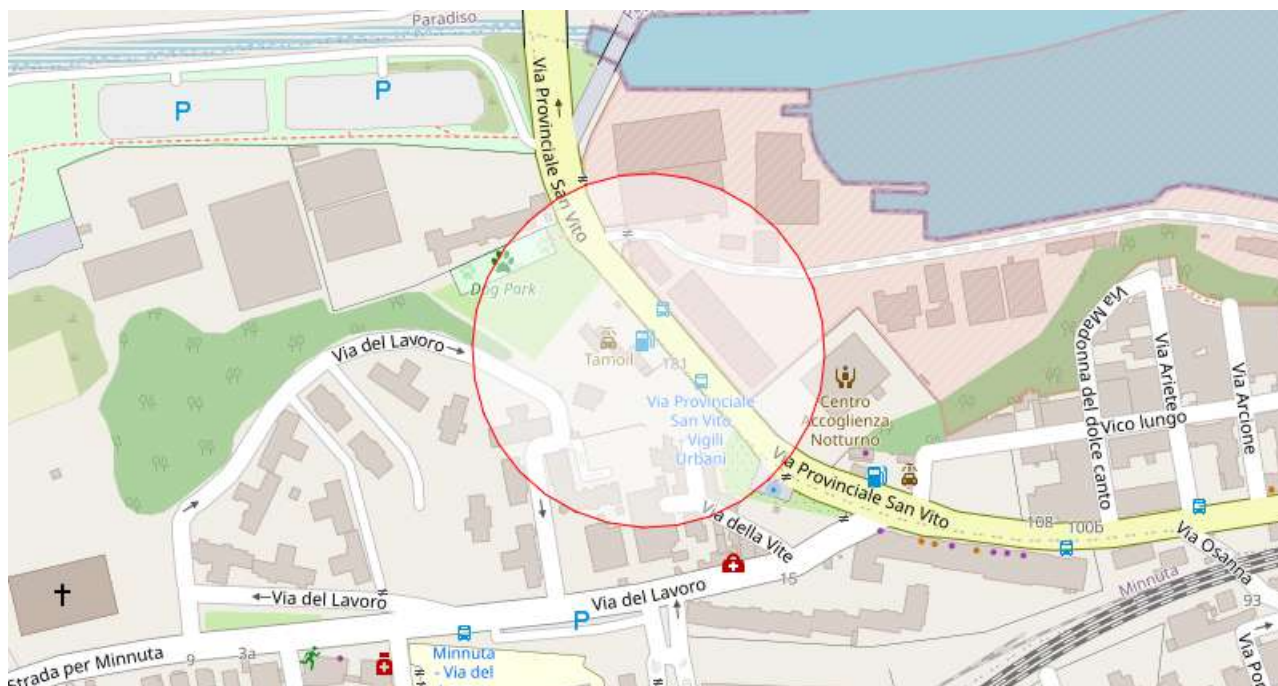 Paradiso
P
P
Via Provinciale San Vito
Dog Park
Via del Lavoro
Tamoil
181
Via Provinciale
San Vito
- Vigili
Urbani
Centro
Accoglienza
Notturno
Via Madonna del dolce canto
Via Ariete
Via Arcione
Vico lungo
Via Provinciale San Vito
108
100b
Via Osanna
Via della Vite
Minnuta
Via del Lavoro
Via del Lavoro
15
P
93
Strada per Minnuta
9
3a
Minnuta
- Via del